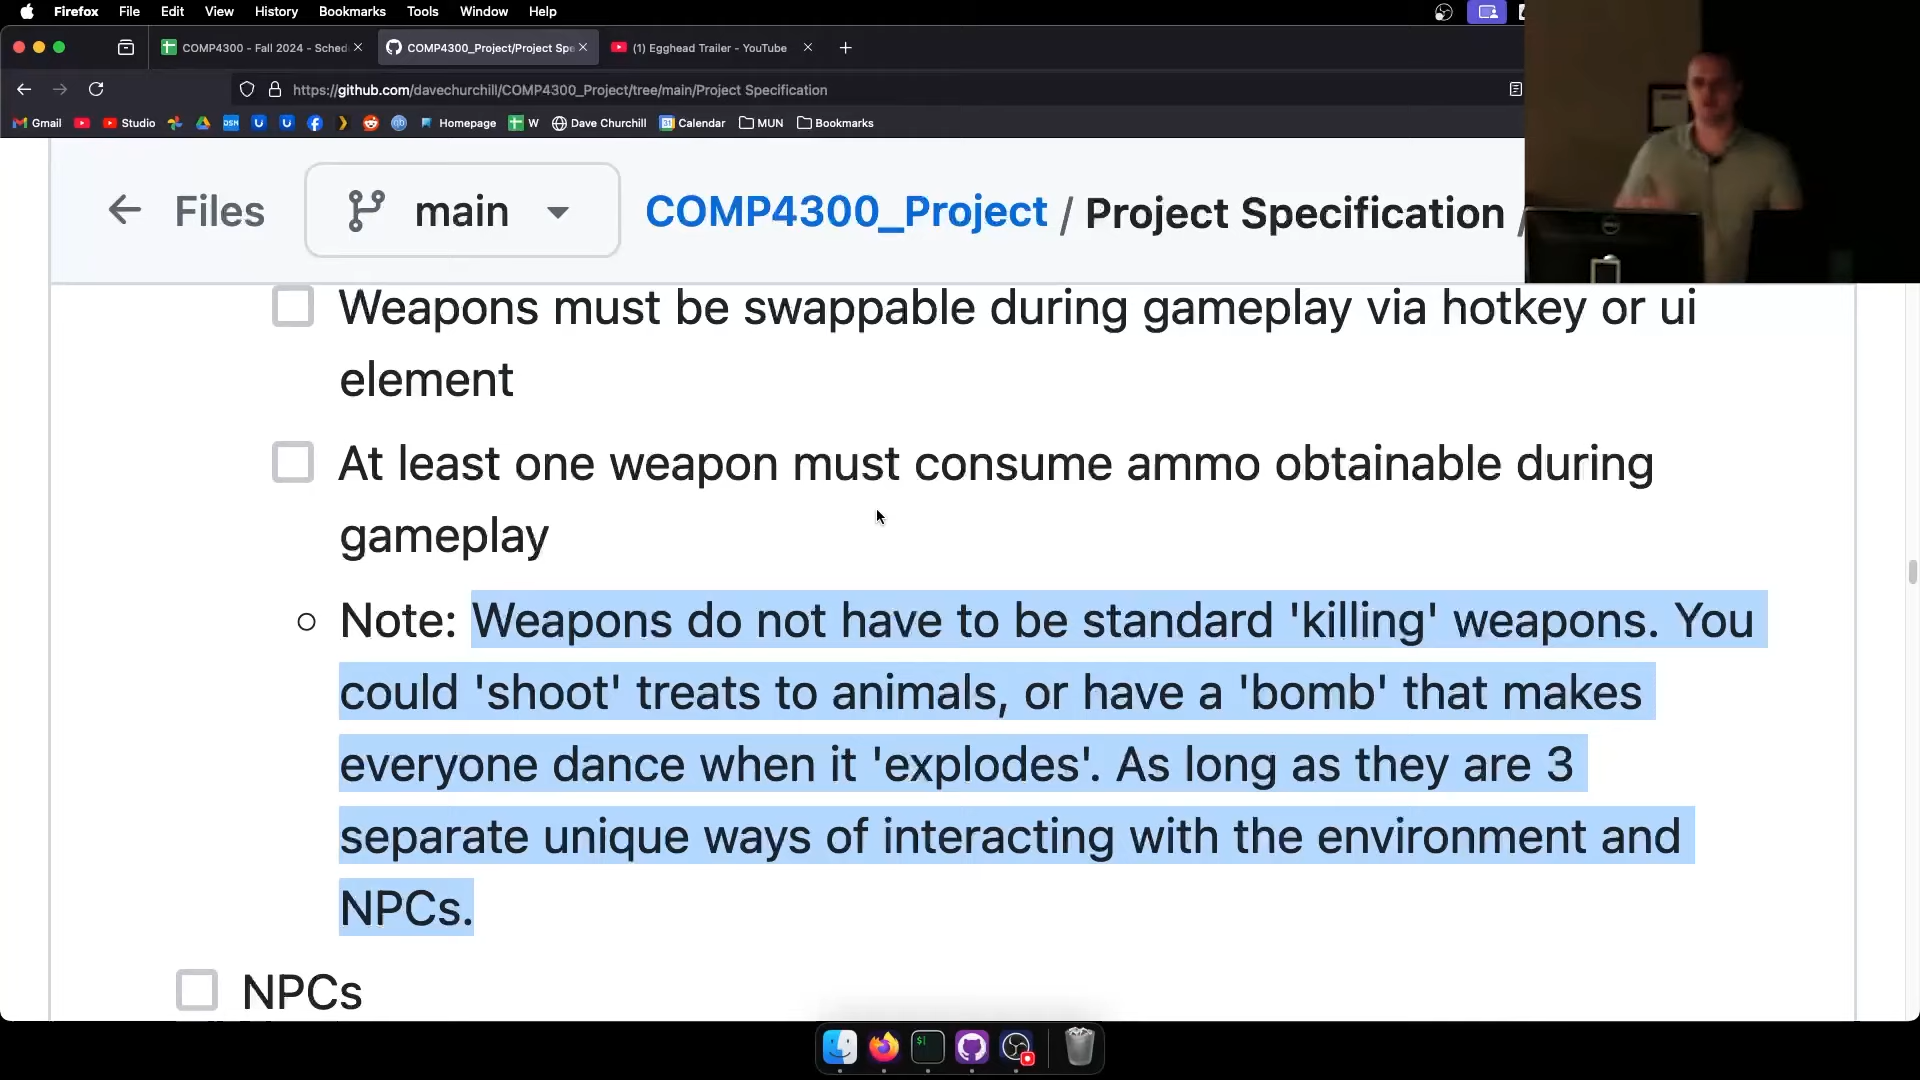 Firefox File Edit View History Bookmarks Tools Window Help
COMP4300 - Fall 2024 - Sched
COMP4300_Project/Project Spe
(1) Egghead Trailer - YouTube
https://github.com/davechurchill/COMP4300_Project/tree/main/Project Specification
Gmail Studio DSM U U W Homepage Dave Churchill 31 Calendar MUN Bookmarks
Files main COMP4300_Project / Project Specification /
Weapons must be swappable during gameplay via hotkey or ui
element
At least one weapon must consume ammo obtainable during
gameplay
Note: Weapons do not have to be standard 'killing' weapons. You
could 'shoot' treats to animals, or have a 'bomb' that makes
everyone dance when it 'explodes'. As long as they are 3
separate unique ways of interacting with the environment and
NPCs.
NPCs